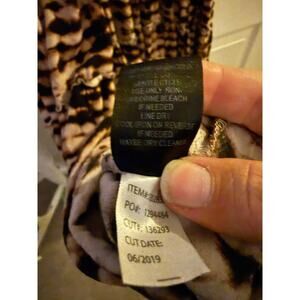 GENTLE CYCLE
USE ONLY NON-
CHLORINE BLEACH
IF NEEDED
LINE DRY
COOL IRON ON REVERSE
IF NEEDED
MAY BE DRY CLEANED
ITEM#:
PO#: 1294464
CUT#: 136293
CUT DATE:
06/2019